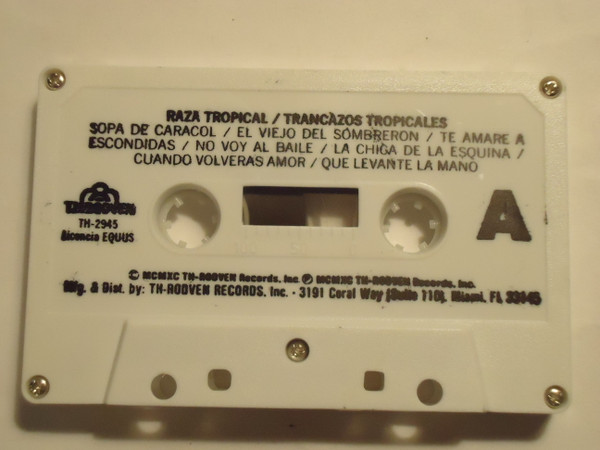 RAZA TROPICAL / TRANCAZOS TROPICALES
SOPA DE CARACOL / EL VIEJO DEL SOMBRERON / TE AMARE A
ESCONDIDAS / NO VOY AL BAILE / LA CHICA DE LA ESQUINA /
CUANDO VOLVERAS AMOR / QUE LEVANTE LA MANO
TH-RODVEN
TH-2945
Licencia EQUUS
A
© MCMXC TH-RODVEN Records, Inc. ℗ MCMXC TH-RODVEN Records, Inc.
Mfg. & Dist. by: TH-RODVEN RECORDS, Inc. · 3191 Coral Way (Suite 110), Miami, FL 33145